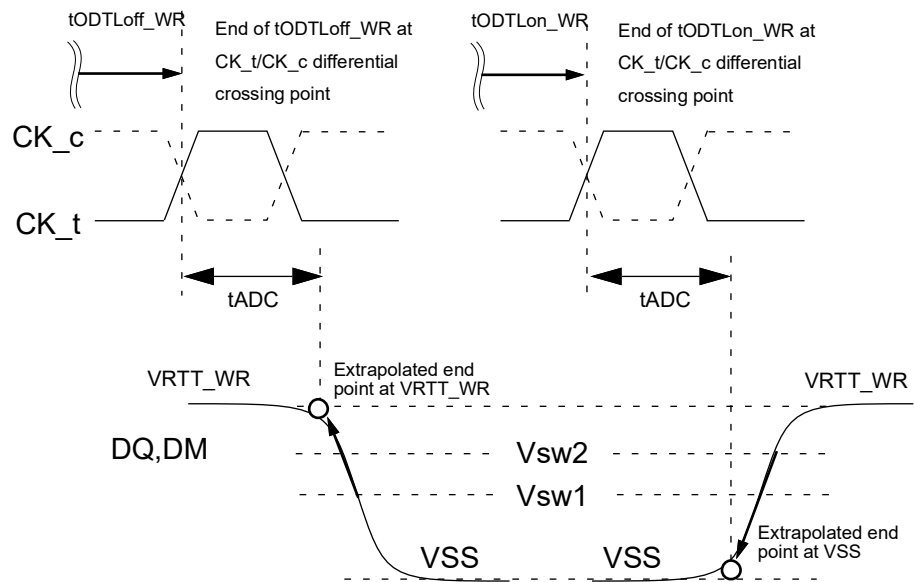 tODTLoff_WR
End of tODTLoff_WR at
CK_t/CK_c differential
crossing point
tODTLon_WR
End of tODTLon_WR at
CK_t/CK_c differential
crossing point
CK_c
CK_t
tADC
tADC
VRTT_WR
Extrapolated end
point at VRTT_WR
VRTT_WR
DQ,DM
Vsw2
Vsw1
VSS
VSS
Extrapolated end
point at VSS